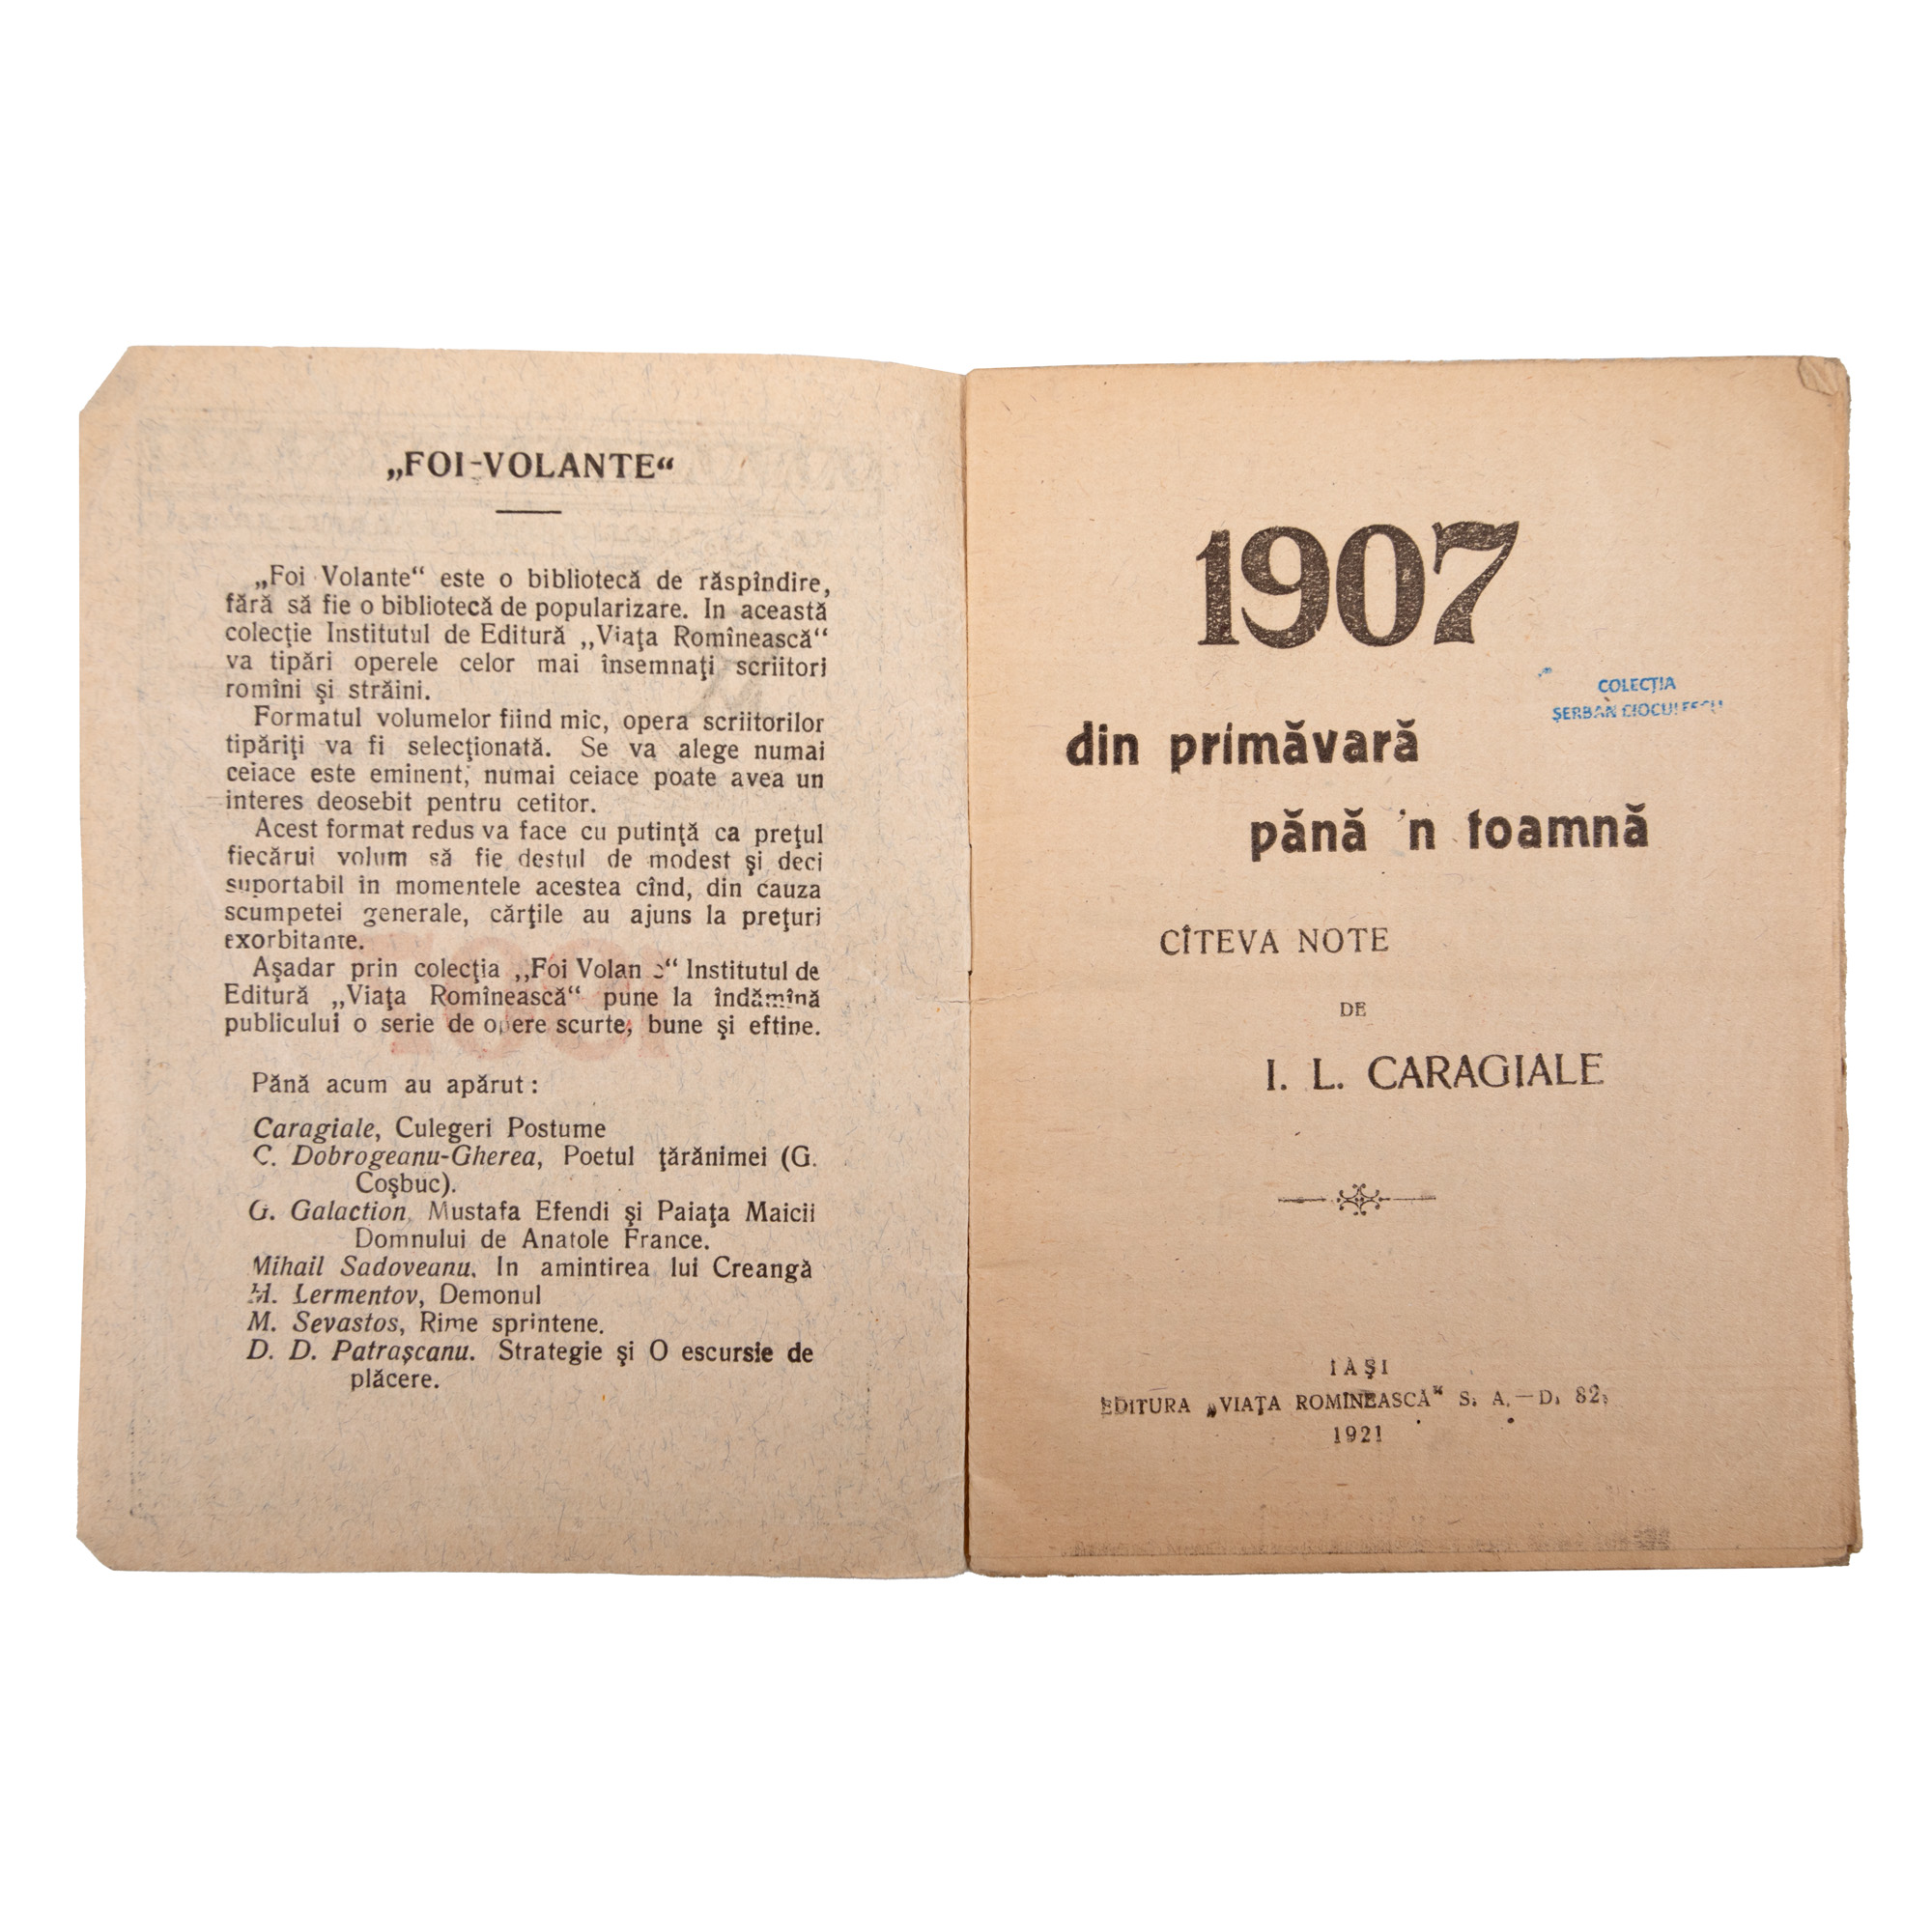 „FOI-VOLANTE“
„Foi Volante“ este o bibliotecă de răspîndire,
fără să fie o bibliotecă de popularizare. In această
colecţie Institutul de Editură „Viaţa Romînească“
va tipări operele celor mai însemnaţi scriitori
romîni şi străini.
Formatul volumelor fiind mic, opera scriitorilor
tipăriţi va fi selecţionată. Se va alege numai
ceiace este eminent, numai ceiace poate avea un
interes deosebit pentru cetitor.
Acest format redus va face cu putinţă ca preţul
fiecărui volum să fie destul de modest şi deci
suportabil in momentele acestea cînd, din cauza
scumpetei generale, cărţile au ajuns la preţuri
exorbitante.
Aşadar prin colecţia „Foi Volan e“ Institutul de
Editură „Viaţa Romînească“ pune la îndămînă
publicului o serie de opere scurte, bune şi eftine.
Pănă acum au apărut :
Caragiale, Culegeri Postume
C. Dobrogeanu-Gherea, Poetul ţărănimei (G.
Coşbuc).
G. Galaction, Mustafa Efendi şi Paiaţa Maicii
Domnului de Anatole France.
Mihail Sadoveanu, In amintirea lui Creangă
M. Lermentov, Demonul
M. Sevastos, Rime sprintene.
D. D. Patraşcanu. Strategie şi O escursie de
plăcere.
1907
COLECŢIA
ŞERBAN CIOCULESCU
din primăvară
pănă 'n toamnă
CÎTEVA NOTE
DE
I. L. CARAGIALE
IAŞI
EDITURA „VIAŢA ROMÎNEASCĂ“ S. A. — D. 82.
1921